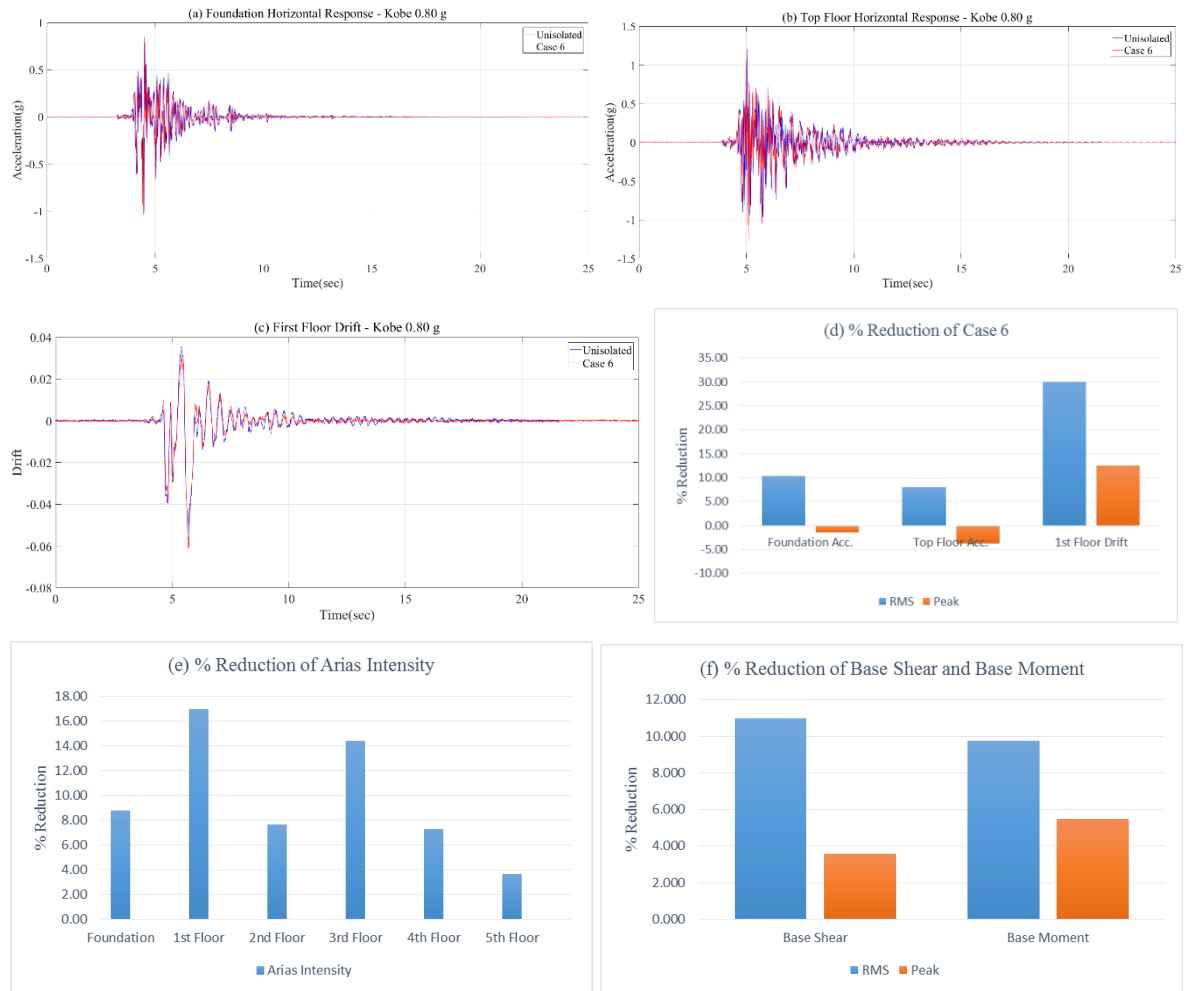 (a) Foundation Horizontal Response - Kobe 0.80 g
Unisolated
Case 6
1
0.5
0
-0.5
-1
-1.5
Acceleration(g)
0 5 10 15 20 25
Time(sec)
(b) Top Floor Horizontal Response - Kobe 0.80 g
Unisolated
Case 6
1.5
1
0.5
0
-0.5
-1
-1.5
Acceleration(g)
0 5 10 15 20 25
Time(sec)
(c) First Floor Drift - Kobe 0.80 g
Unisolated
Case 6
0.04
0.02
0
-0.02
-0.04
-0.06
-0.08
Drift
0 5 10 15 20 25
Time(sec)
(d) % Reduction of Case 6
35.00
30.00
25.00
20.00
15.00
10.00
5.00
0.00
-5.00
-10.00
% Reduction
Foundation Acc. Top Floor Acc. 1st Floor Drift
RMS Peak
(e) % Reduction of Arias Intensity
18.00
16.00
14.00
12.00
10.00
8.00
6.00
4.00
2.00
0.00
% Reduction
Foundation 1st Floor 2nd Floor 3rd Floor 4th Floor 5th Floor
Arias Intensity
(f) % Reduction of Base Shear and Base Moment
12.000
10.000
8.000
6.000
4.000
2.000
0.000
% Reduction
Base Shear Base Moment
RMS Peak